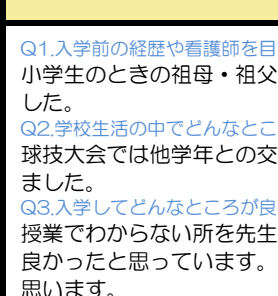 Q1.入学前の経歴や看護師を目
小学生のときの祖母・祖父
した。
Q2.学校生活の中でどんなとこ
球技大会では他学年との交
ました。
Q3.入学してどんなところが良
授業でわからない所を先生
良かったと思っています。
思います。